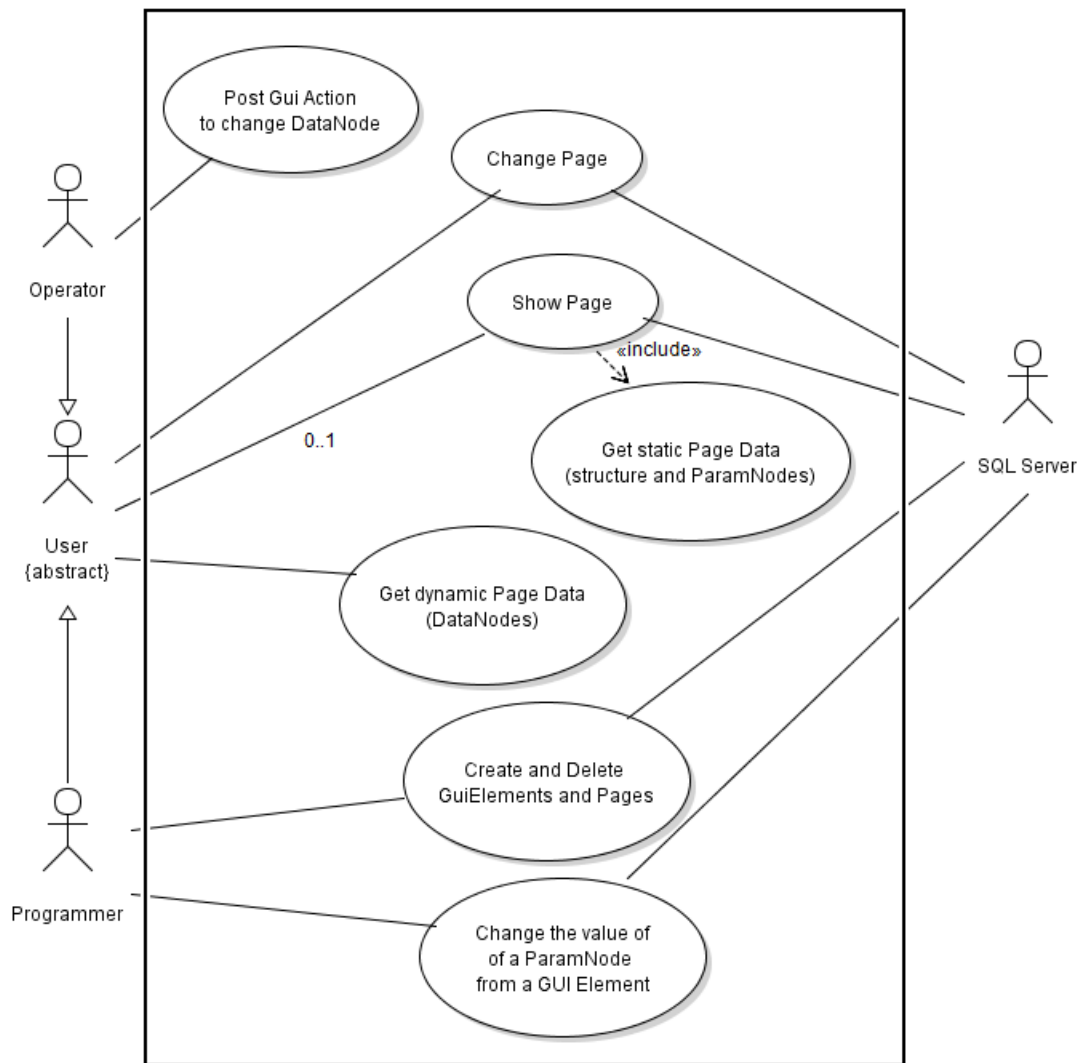 Post Gui Action
to change DataNode
Change Page
Operator
Show Page
«include»
0..1
Get static Page Data
(structure and ParamNodes)
SQL Server
User
{abstract}
Get dynamic Page Data
(DataNodes)
Create and Delete
GuiElements and Pages
Programmer
Change the value of
of a ParamNode
from a GUI Element